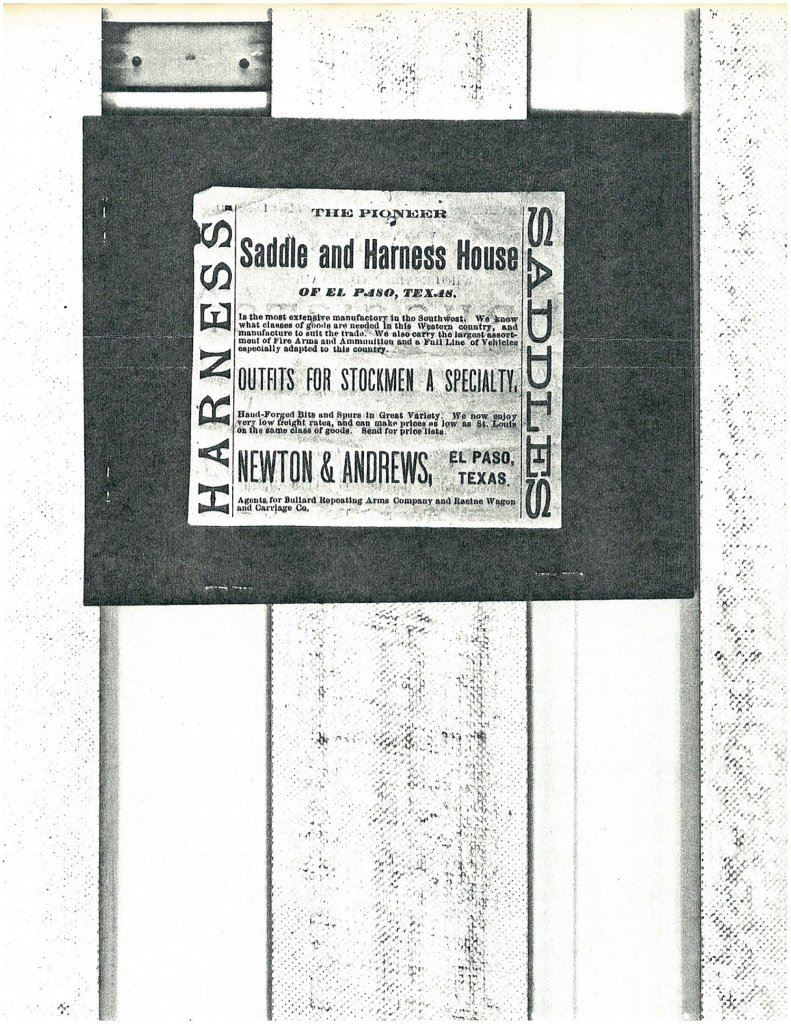 HARNESS.
THE PIONEER
Saddle and Harness House
OF EL PASO, TEXAS.
Is the most extensive manufactory in the Southwest. We know
what classes of goods are needed in this Western country, and
manufacture to suit the trade. We also carry the largest assort-
ment of Fire Arms and Ammunition and a Full Line of Vehicles
especially adapted to this country.
OUTFITS FOR STOCKMEN A SPECIALTY.
Hand-Forged Bits and Spurs in Great Variety. We now enjoy
very low freight rates, and can make prices as low as St. Louis
on the same class of goods. Send for price lists.
NEWTON & ANDREWS, EL PASO,
TEXAS.
Agents for Bullard Repeating Arms Company and Racine Wagon
and Carriage Co.
SADDLES